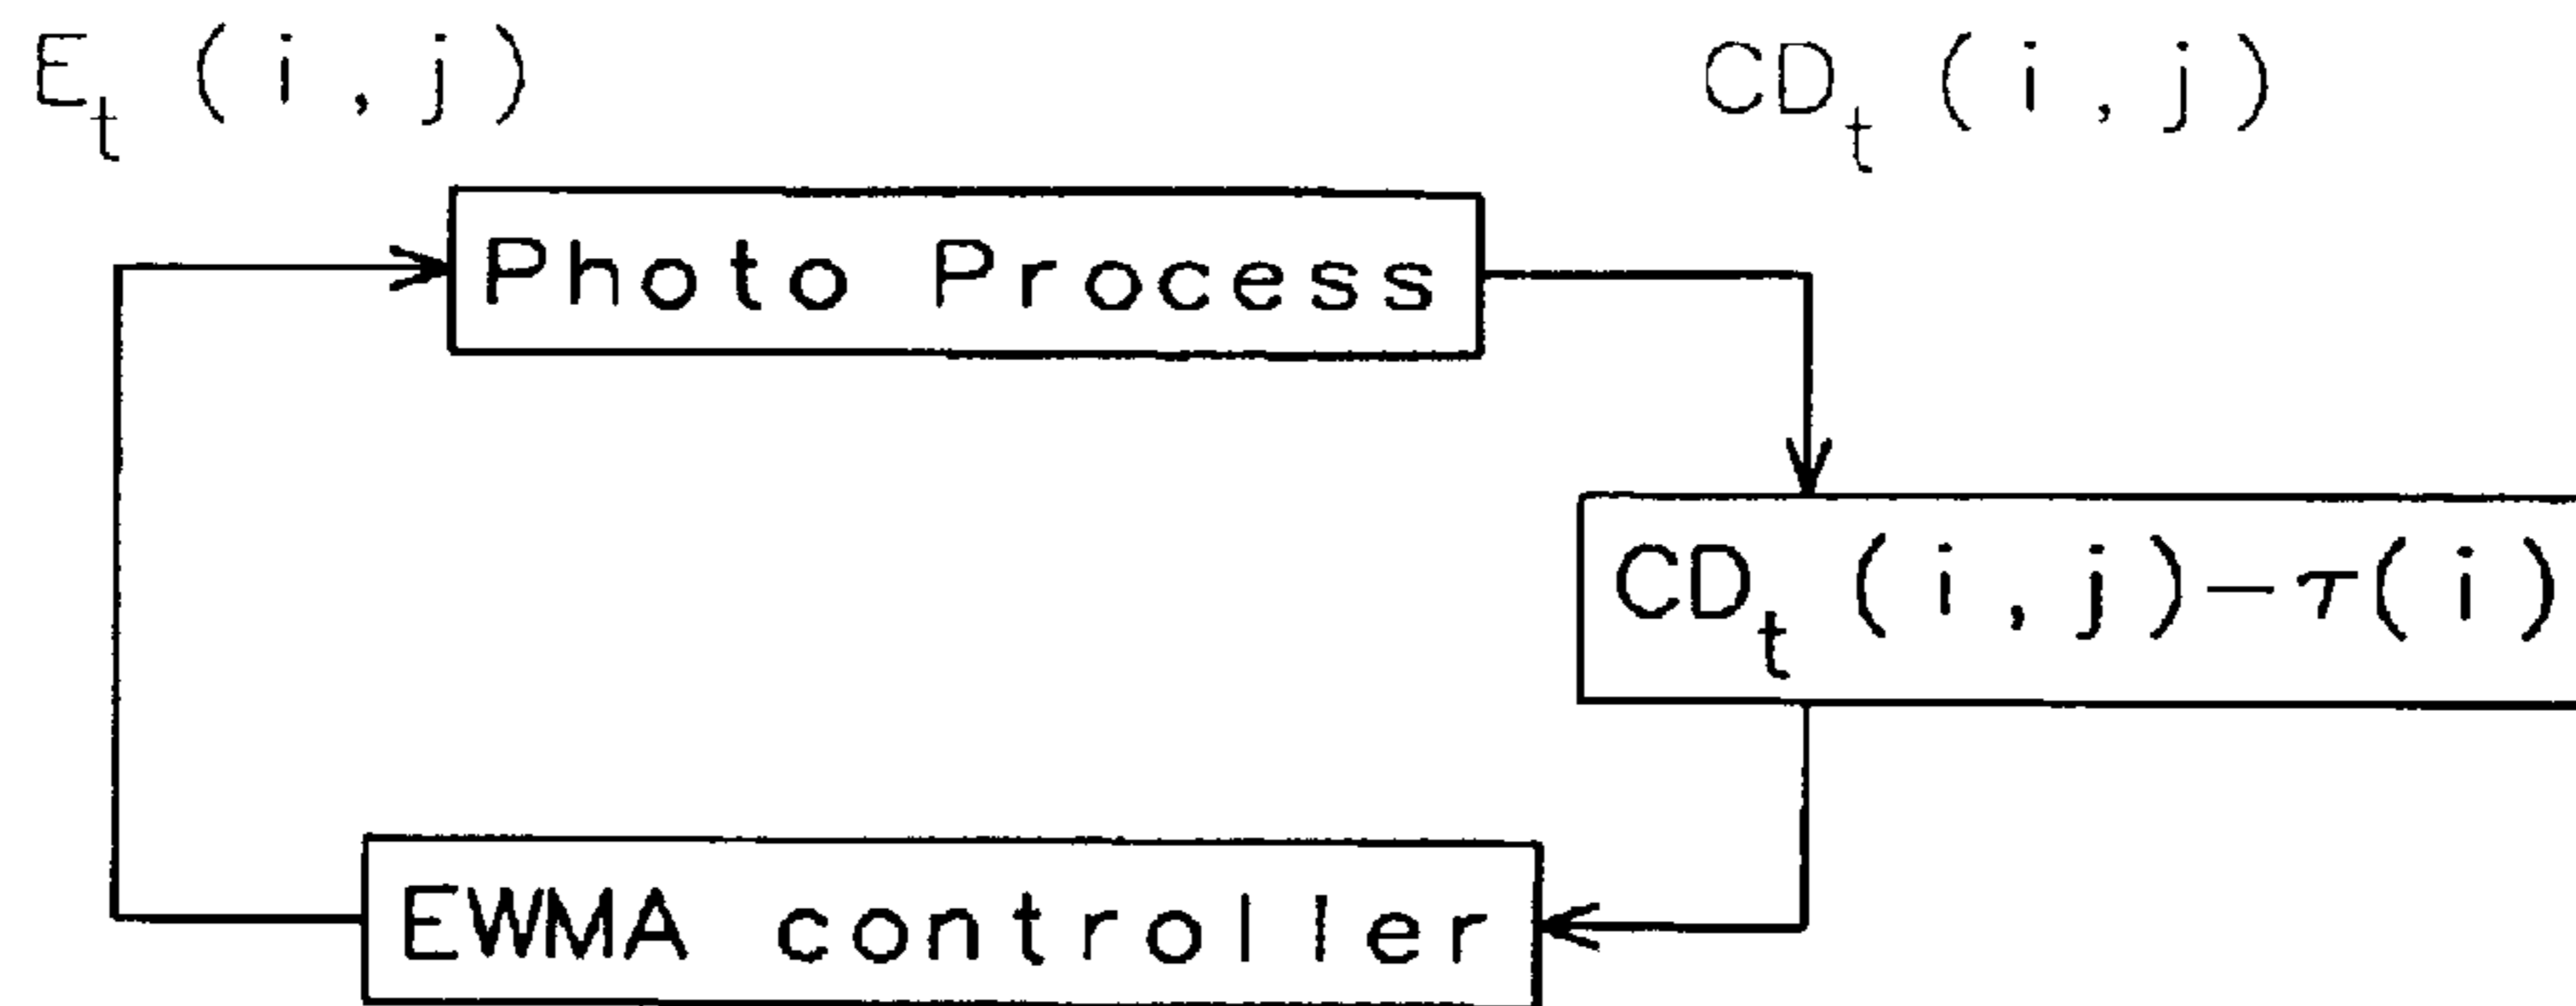 E_t (i,j)
CD_t (i,j)
Photo Process
CD_t (i,j)-τ(i)
EWMA controller